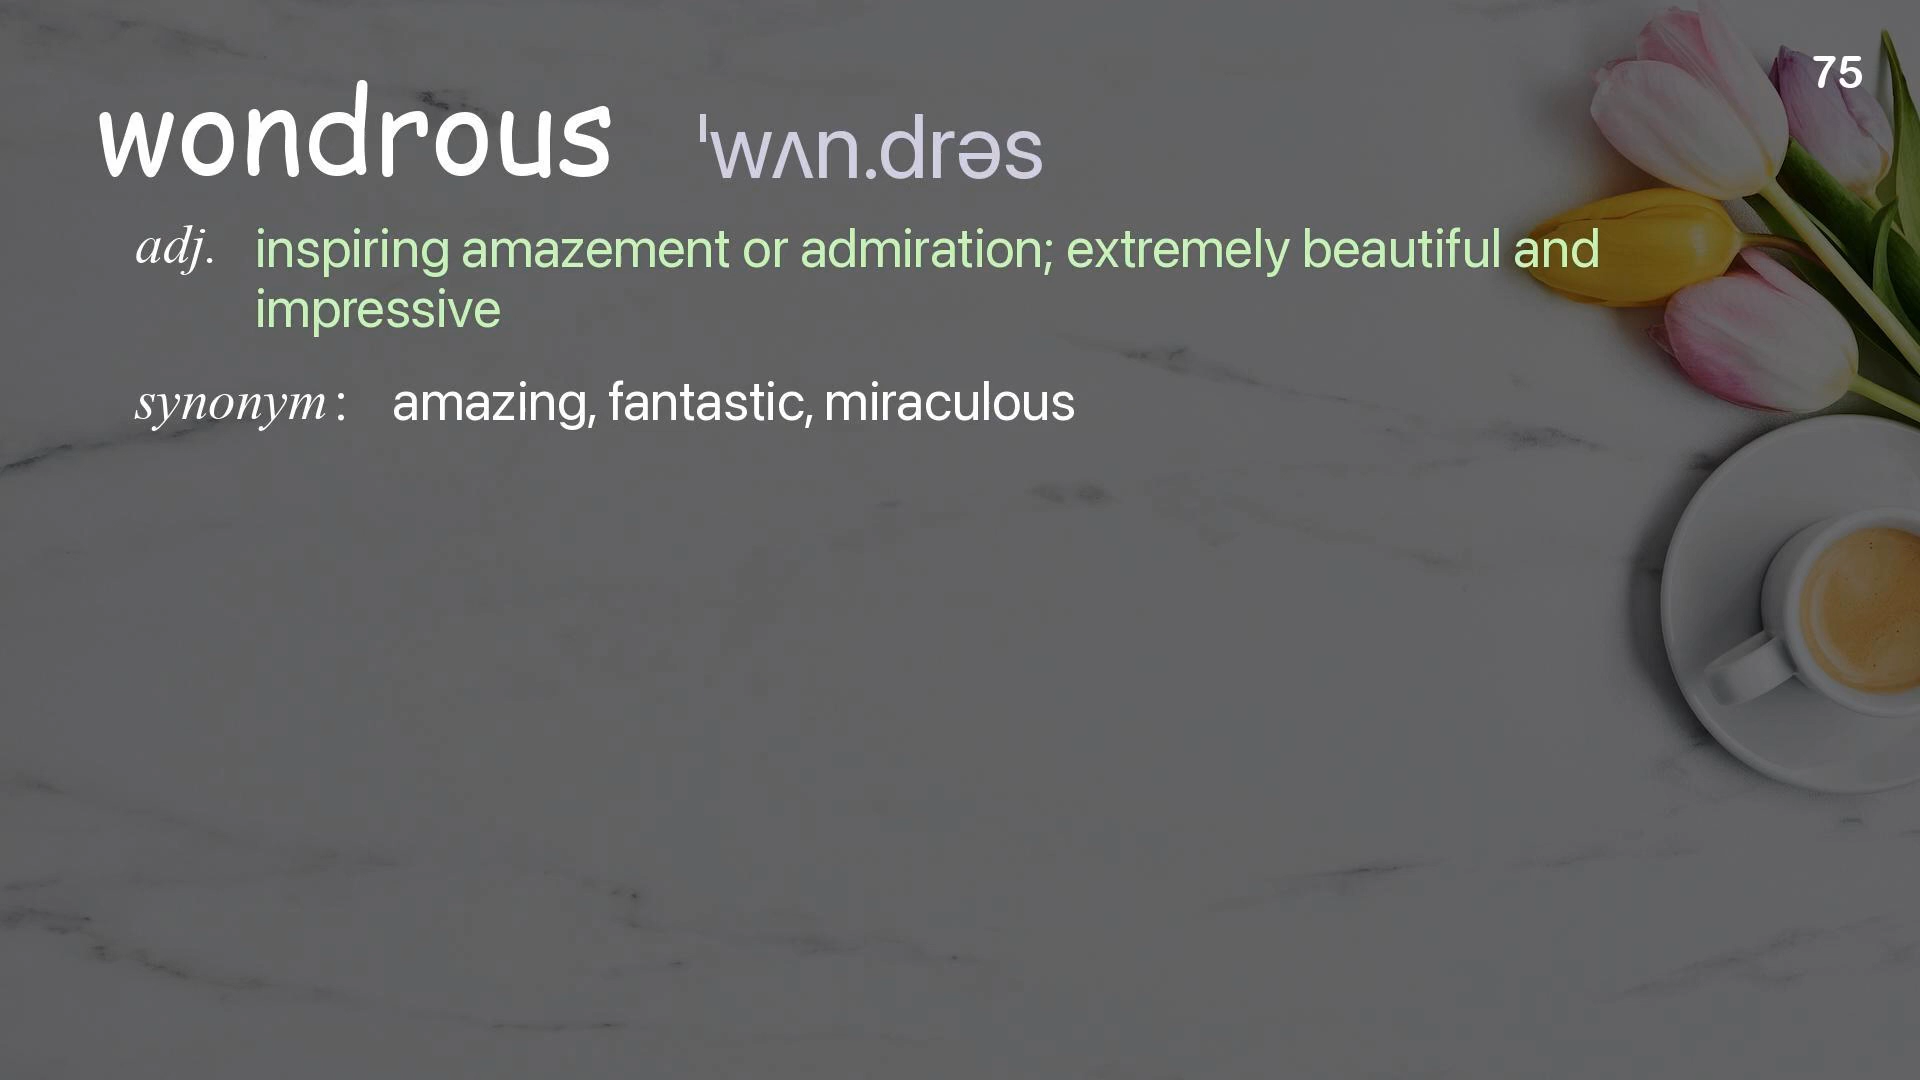 75
wondrous ˈwʌn.drəs
adj. inspiring amazement or admiration; extremely beautiful and
impressive
synonym: amazing, fantastic, miraculous